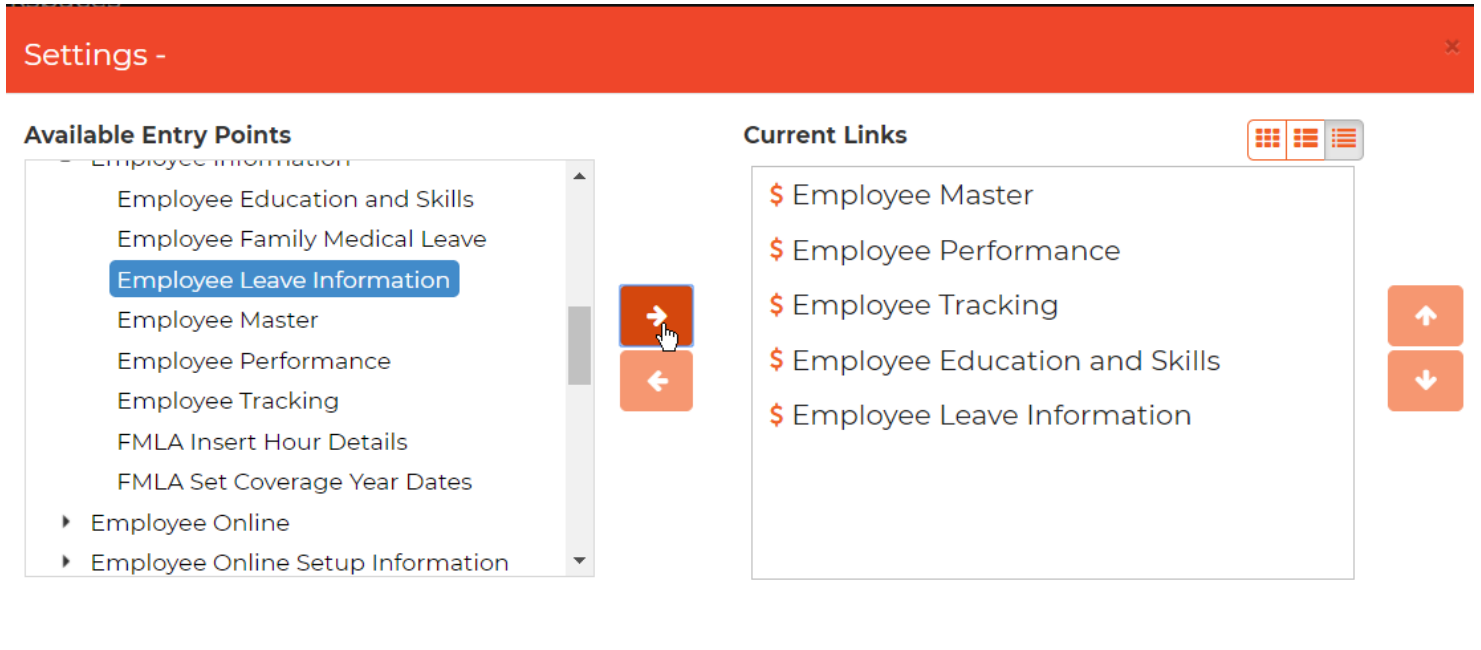 Settings -
Available Entry Points
Employee Information
Employee Education and Skills
Employee Family Medical Leave
Employee Leave Information
Employee Master
Employee Performance
Employee Tracking
FMLA Insert Hour Details
FMLA Set Coverage Year Dates
Employee Online
Employee Online Setup Information
Current Links
$ Employee Master
$ Employee Performance
$ Employee Tracking
$ Employee Education and Skills
$ Employee Leave Information